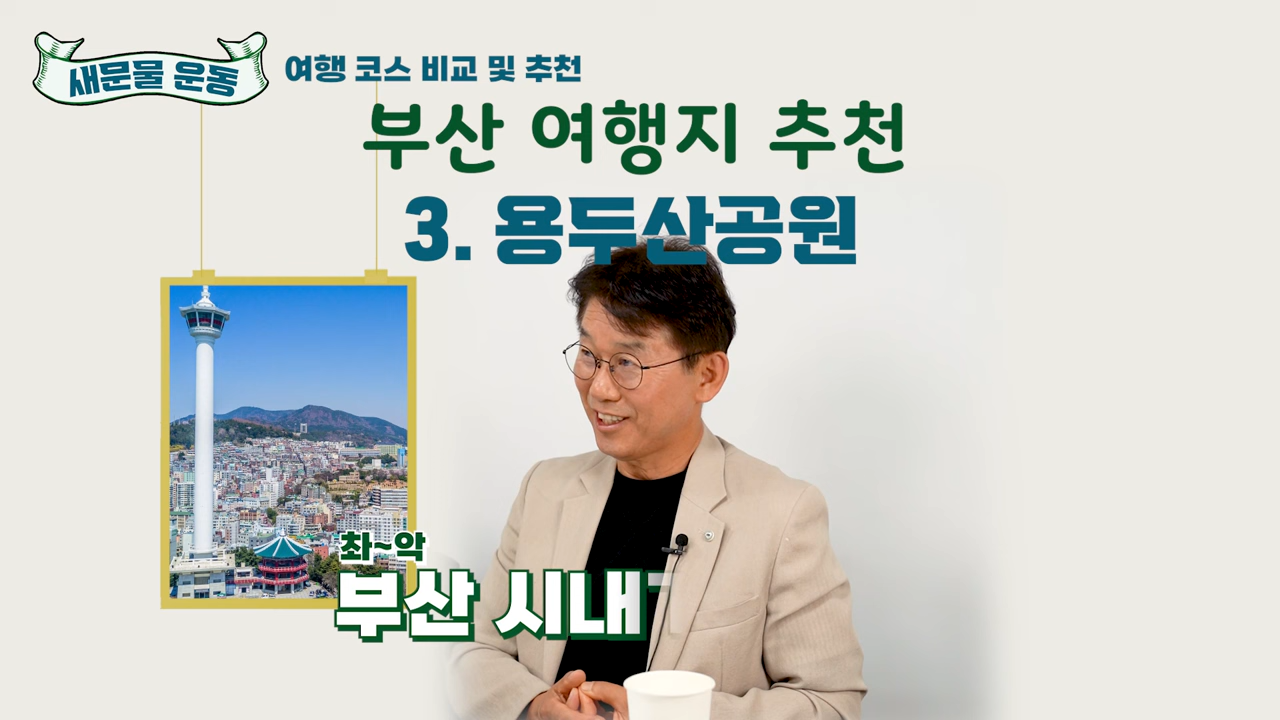 새문물 운동
여행 코스 비교 및 추천
부산 여행지 추천
3. 용두산공원
촤~악
부산 시내